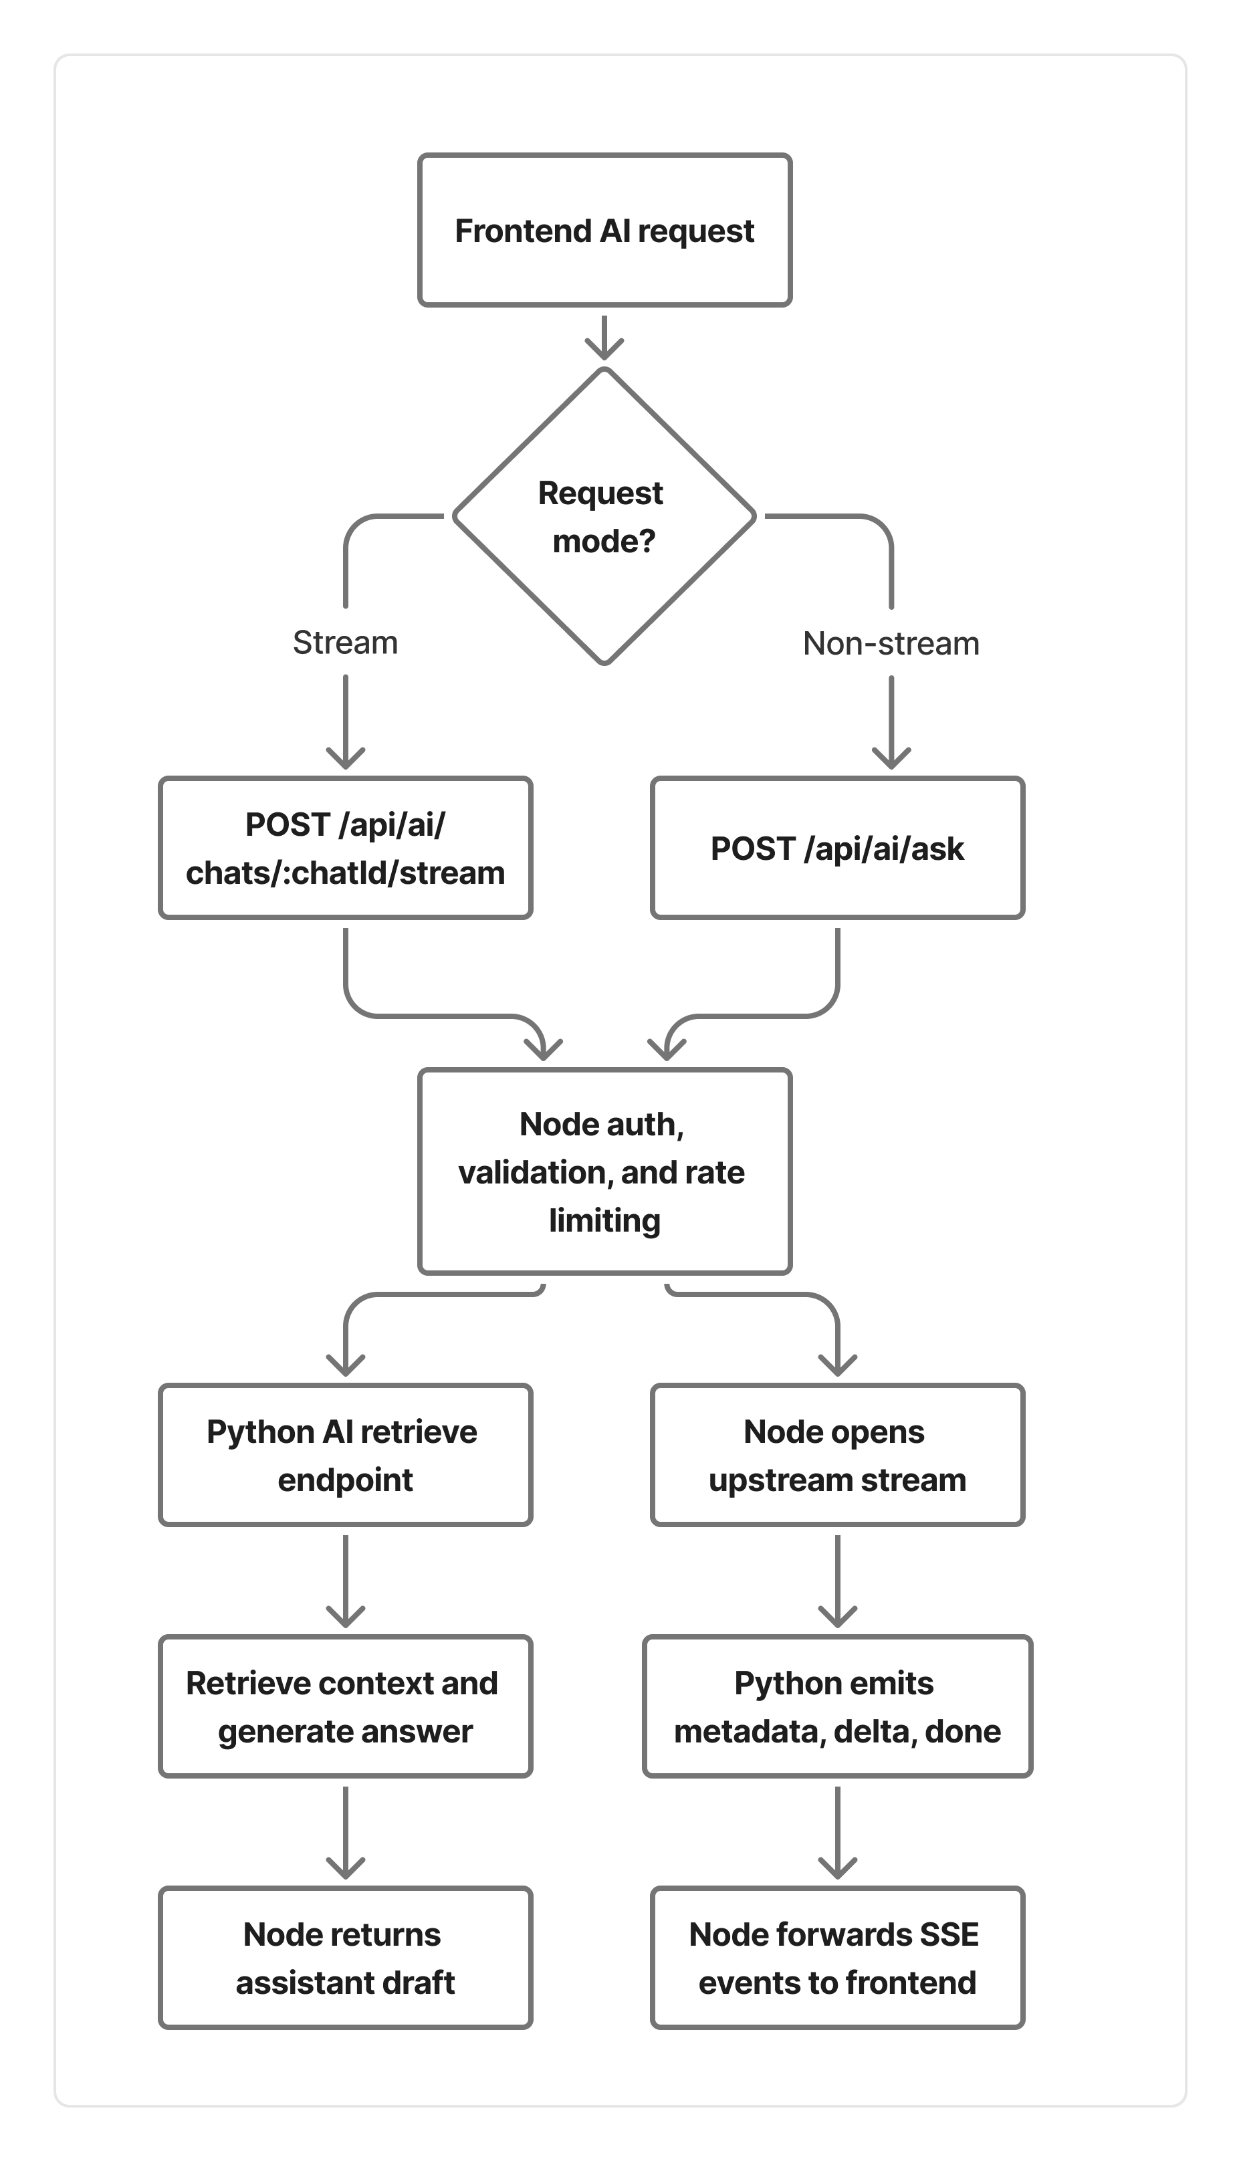 Frontend AI request
Request
mode?
Stream
Non-stream
POST /api/ai/
chats/:chatId/stream
POST /api/ai/ask
Node auth,
validation, and rate
limiting
Python AI retrieve
endpoint
Node opens
upstream stream
Retrieve context and
generate answer
Python emits
metadata, delta, done
Node returns
assistant draft
Node forwards SSE
events to frontend